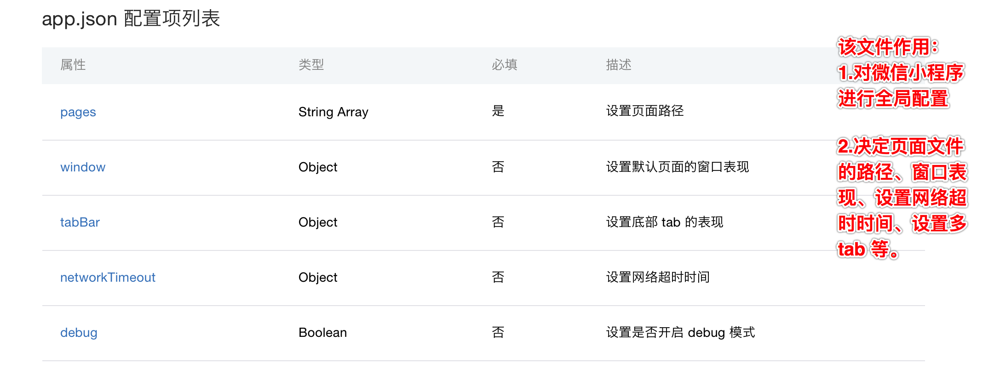 app.json 配置项列表
属性 类型 必填 描述
pages String Array 是 设置页面路径
window Object 否 设置默认页面的窗口表现
tabBar Object 否 设置底部 tab 的表现
networkTimeout Object 否 设置网络超时时间
debug Boolean 否 设置是否开启 debug 模式
该文件作用：
1.对微信小程序
进行全局配置
2.决定页面文件
的路径、窗口表
现、设置网络超
时时间、设置多
tab 等。